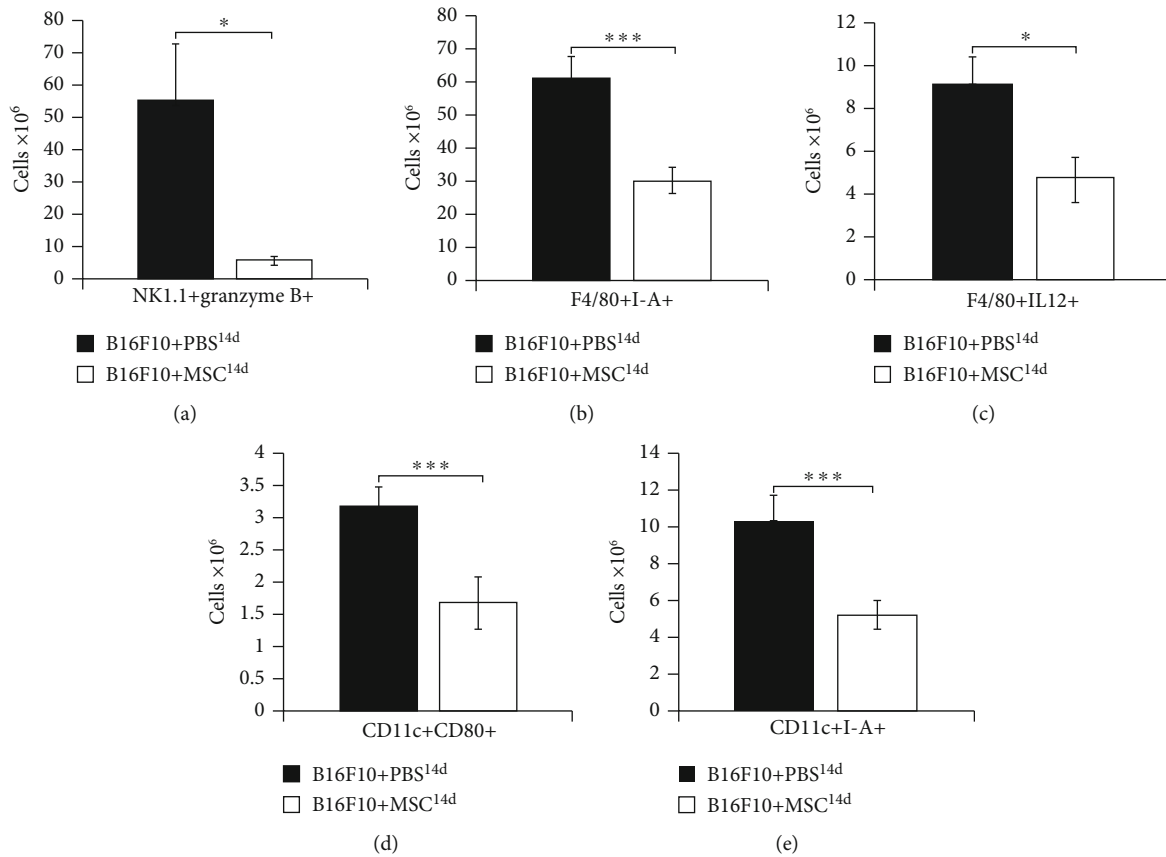 80
70
60
50
40
30
20
10
0
Cells ×10⁶
*
NK1.1+granzyme B+
B16F10+PBS¹⁴ᵈ
B16F10+MSC¹⁴ᵈ
(a)
80
70
60
50
40
30
20
10
0
Cells ×10⁶
***
F4/80+I-A+
B16F10+PBS¹⁴ᵈ
B16F10+MSC¹⁴ᵈ
(b)
12
10
8
6
4
2
0
Cells ×10⁶
*
F4/80+IL12+
B16F10+PBS¹⁴ᵈ
B16F10+MSC¹⁴ᵈ
(c)
4
3.5
3
2.5
2
1.5
1
0.5
0
Cells ×10⁶
***
CD11c+CD80+
B16F10+PBS¹⁴ᵈ
B16F10+MSC¹⁴ᵈ
(d)
14
12
10
8
6
4
2
0
Cells ×10⁶
***
CD11c+I-A+
B16F10+PBS¹⁴ᵈ
B16F10+MSC¹⁴ᵈ
(e)